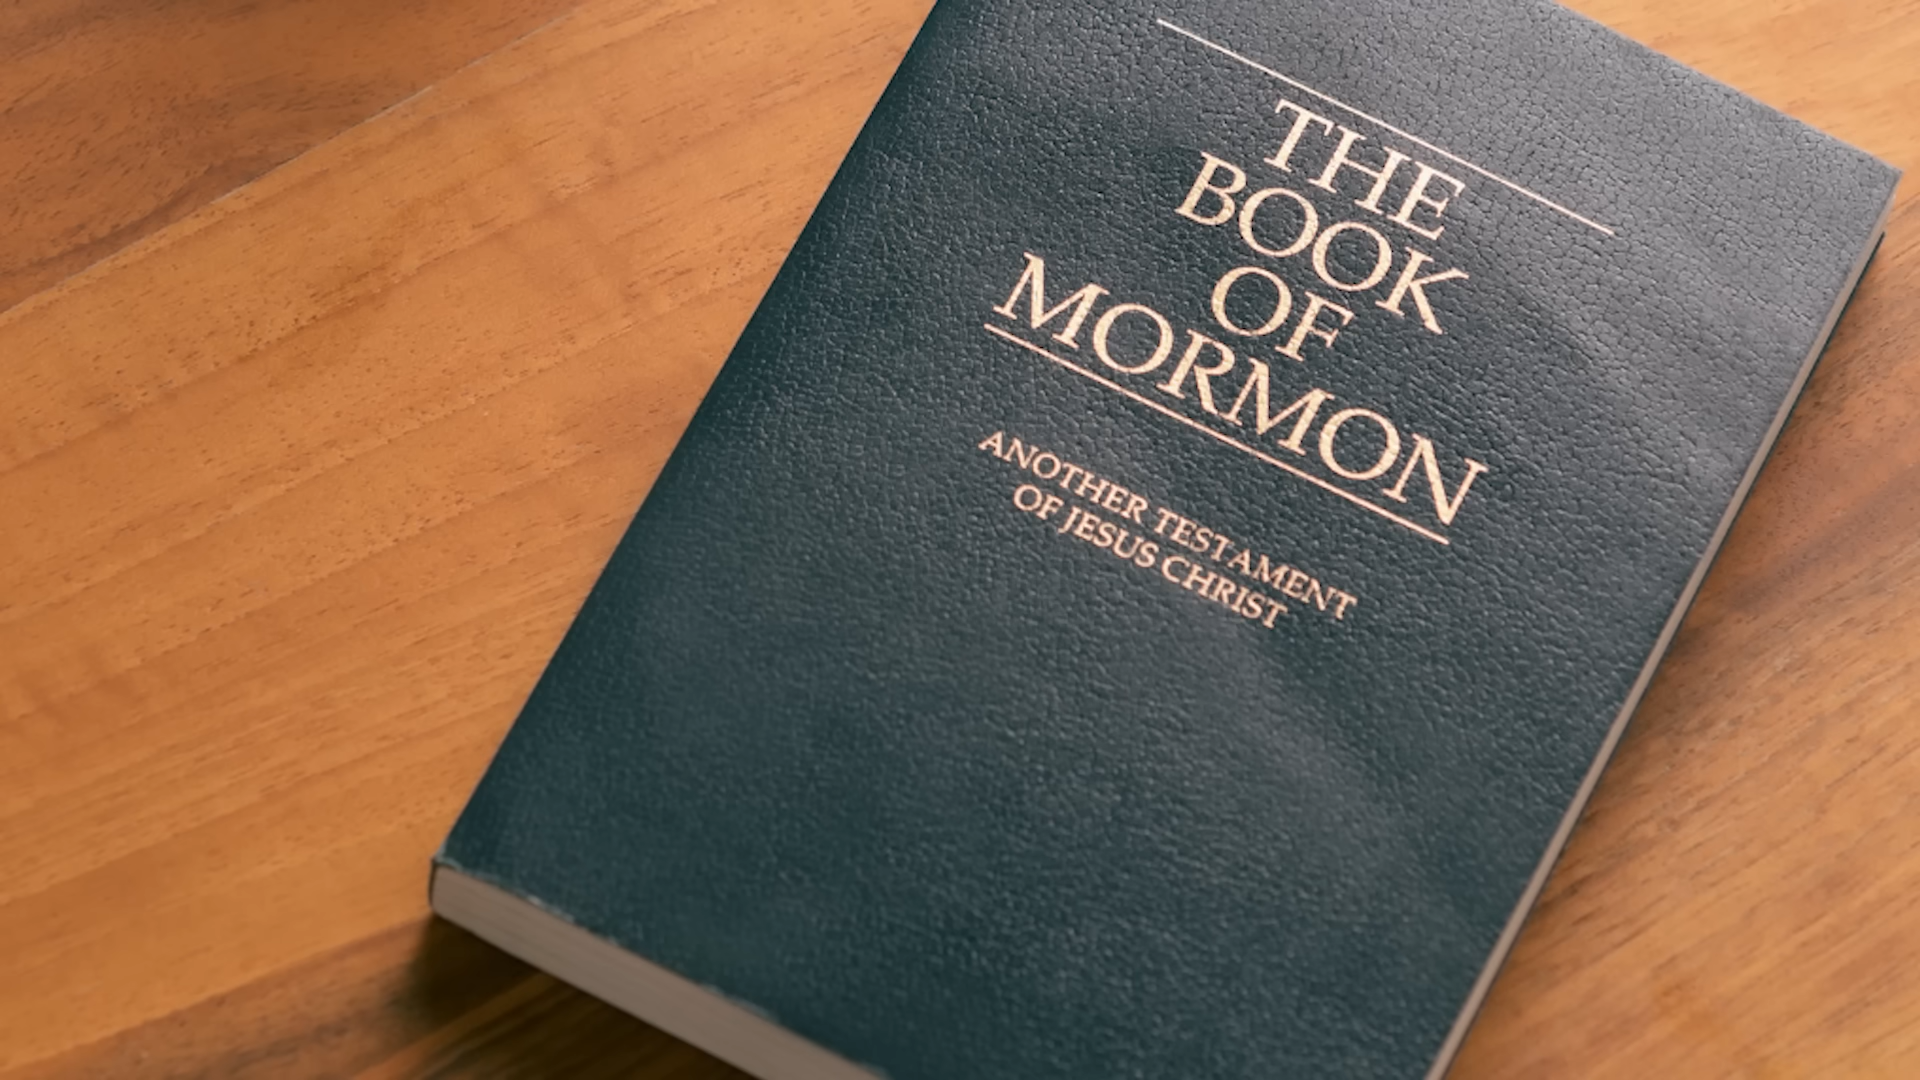 THE
BOOK
OF
MORMON
ANOTHER TESTAMENT
OF JESUS CHRIST